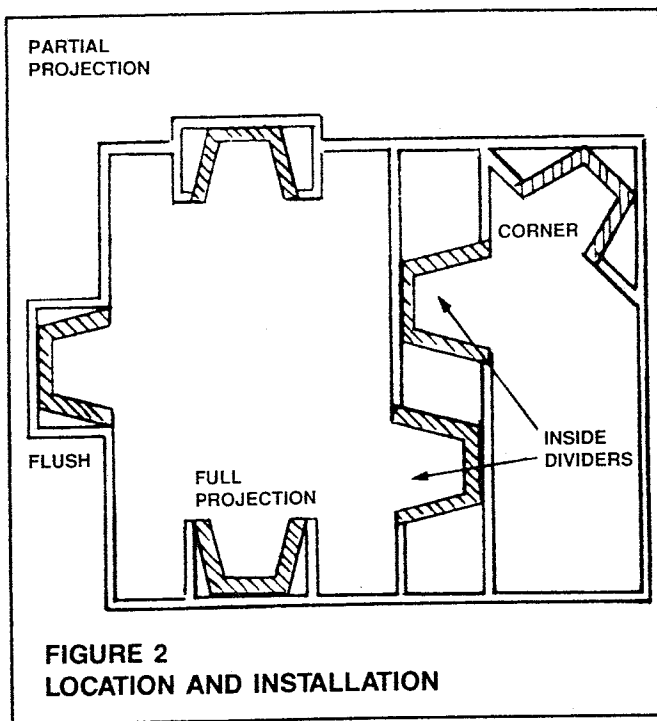 PARTIAL
PROJECTION
CORNER
INSIDE
DIVIDERS
FLUSH
FULL
PROJECTION
FIGURE 2
LOCATION AND INSTALLATION